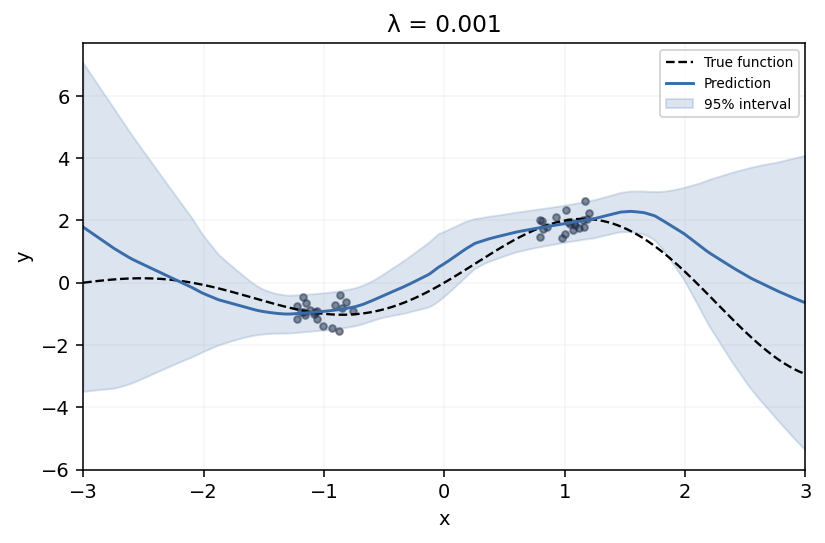 λ = 0.001
True function
Prediction
95% interval
y
6
4
2
0
−2
−4
−6
−3 −2 −1 0 1 2 3
x